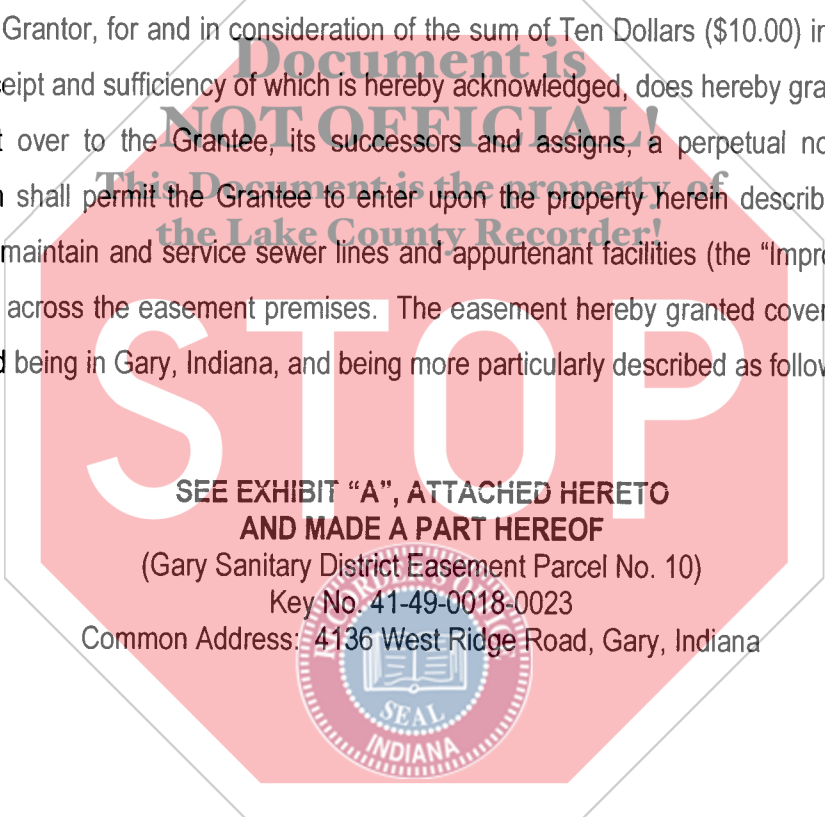 Grantor, for and in consideration of the sum of Ten Dollars ($10.00) in
Document is
eipt and sufficiency of which is hereby acknowledged, does hereby gra
NOT OFFICIAL!
over to the Grantee, its successors and assigns, a perpetual no
This Document is the property of
shall permit the Grantee to enter upon the property herein describ
the Lake County Recorder!
maintain and service sewer lines and appurtenant facilities (the “Impro
across the easement premises. The easement hereby granted cover
being in Gary, Indiana, and being more particularly described as follow
STOP
SEE EXHIBIT “A”, ATTACHED HERETO
AND MADE A PART HEREOF
(Gary Sanitary District Easement Parcel No. 10)
Key No. 41-49-0018-0023
Common Address: 4136 West Ridge Road, Gary, Indiana
SEAL
INDIANA